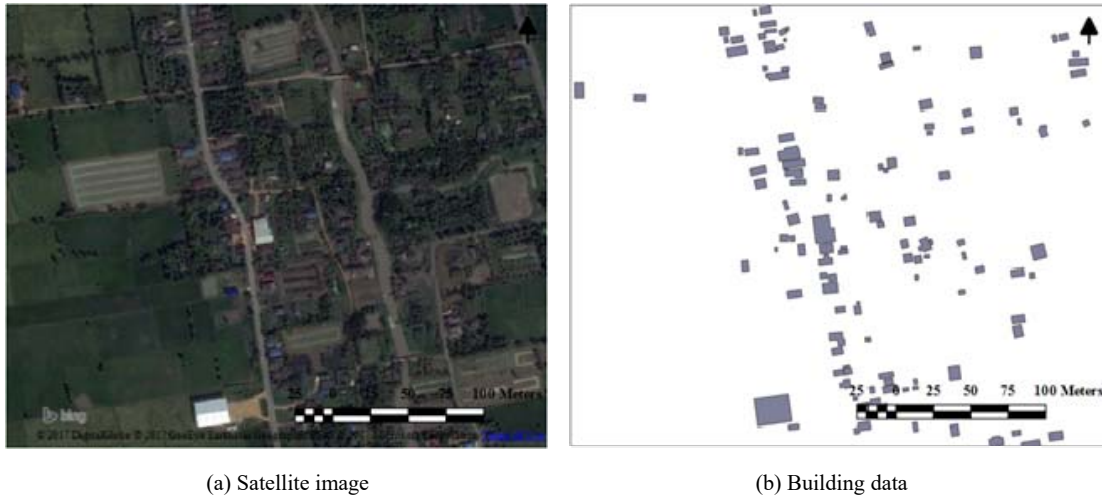 25 0 25 50 75 100 Meters
bing
25 0 25 50 75 100 Meters
(a) Satellite image
(b) Building data